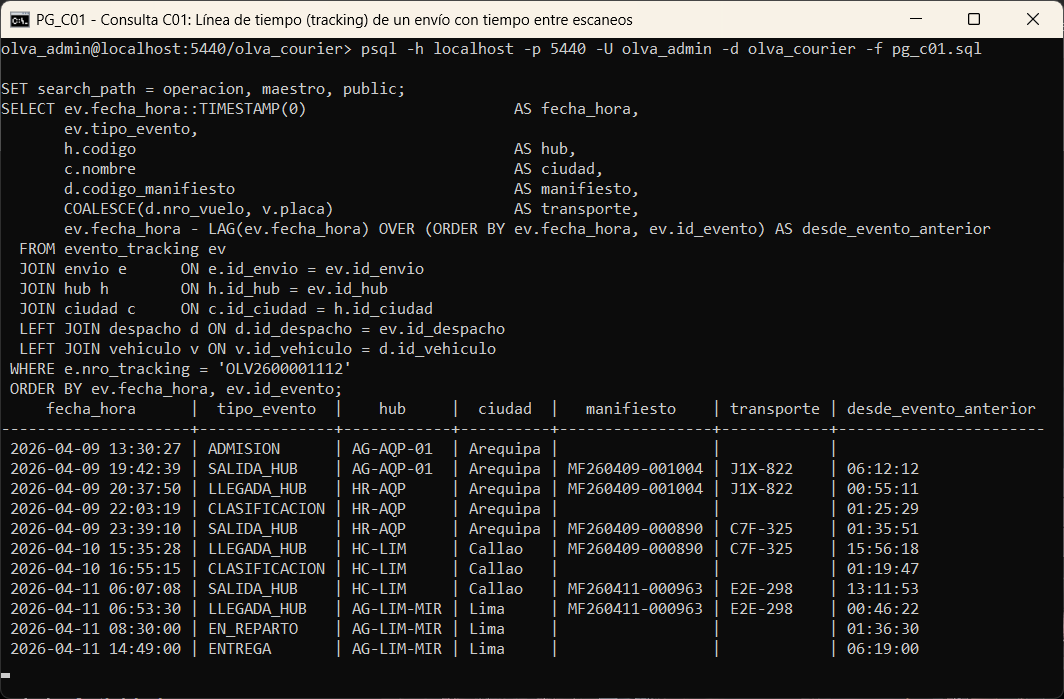 PG_C01 - Consulta C01: Línea de tiempo (tracking) de un envío con tiempo entre escaneos
olva_admin@localhost:5440/olva_courier> psql -h localhost -p 5440 -U olva_admin -d olva_courier -f pg_c01.sql
SET search_path = operacion, maestro, public;
SELECT ev.fecha_hora::TIMESTAMP(0)                       AS fecha_hora,
       ev.tipo_evento,
       h.codigo                                          AS hub,
       c.nombre                                          AS ciudad,
       d.codigo_manifiesto                               AS manifiesto,
       COALESCE(d.nro_vuelo, v.placa)                    AS transporte,
       ev.fecha_hora - LAG(ev.fecha_hora) OVER (ORDER BY ev.fecha_hora, ev.id_evento) AS desde_evento_anterior
  FROM evento_tracking ev
  JOIN envio e      ON e.id_envio = ev.id_envio
  JOIN hub h        ON h.id_hub = ev.id_hub
  JOIN ciudad c     ON c.id_ciudad = h.id_ciudad
  LEFT JOIN despacho d ON d.id_despacho = ev.id_despacho
  LEFT JOIN vehiculo v ON v.id_vehiculo = d.id_vehiculo
 WHERE e.nro_tracking = 'OLV2600001112'
 ORDER BY ev.fecha_hora, ev.id_evento;
     fecha_hora      |  tipo_evento  |    hub     |  ciudad  |   manifiesto    | transporte | desde_evento_anterior
---------------------+---------------+------------+----------+-----------------+------------+-----------------------
 2026-04-09 13:30:27 | ADMISION      | AG-AQP-01  | Arequipa |                 |            |
 2026-04-09 19:42:39 | SALIDA_HUB    | AG-AQP-01  | Arequipa | MF260409-001004 | J1X-822    | 06:12:12
 2026-04-09 20:37:50 | LLEGADA_HUB   | HR-AQP     | Arequipa | MF260409-001004 | J1X-822    | 00:55:11
 2026-04-09 22:03:19 | CLASIFICACION | HR-AQP     | Arequipa |                 |            | 01:25:29
 2026-04-09 23:39:10 | SALIDA_HUB    | HR-AQP     | Arequipa | MF260409-000890 | C7F-325    | 01:35:51
 2026-04-10 15:35:28 | LLEGADA_HUB   | HC-LIM     | Callao   | MF260409-000890 | C7F-325    | 15:56:18
 2026-04-10 16:55:15 | CLASIFICACION | HC-LIM     | Callao   |                 |            | 01:19:47
 2026-04-11 06:07:08 | SALIDA_HUB    | HC-LIM     | Callao   | MF260411-000963 | E2E-298    | 13:11:53
 2026-04-11 06:53:30 | LLEGADA_HUB   | AG-LIM-MIR | Lima     | MF260411-000963 | E2E-298    | 00:46:22
 2026-04-11 08:30:00 | EN_REPARTO    | AG-LIM-MIR | Lima     |                 |            | 01:36:30
 2026-04-11 14:49:00 | ENTREGA       | AG-LIM-MIR | Lima     |                 |            | 06:19:00